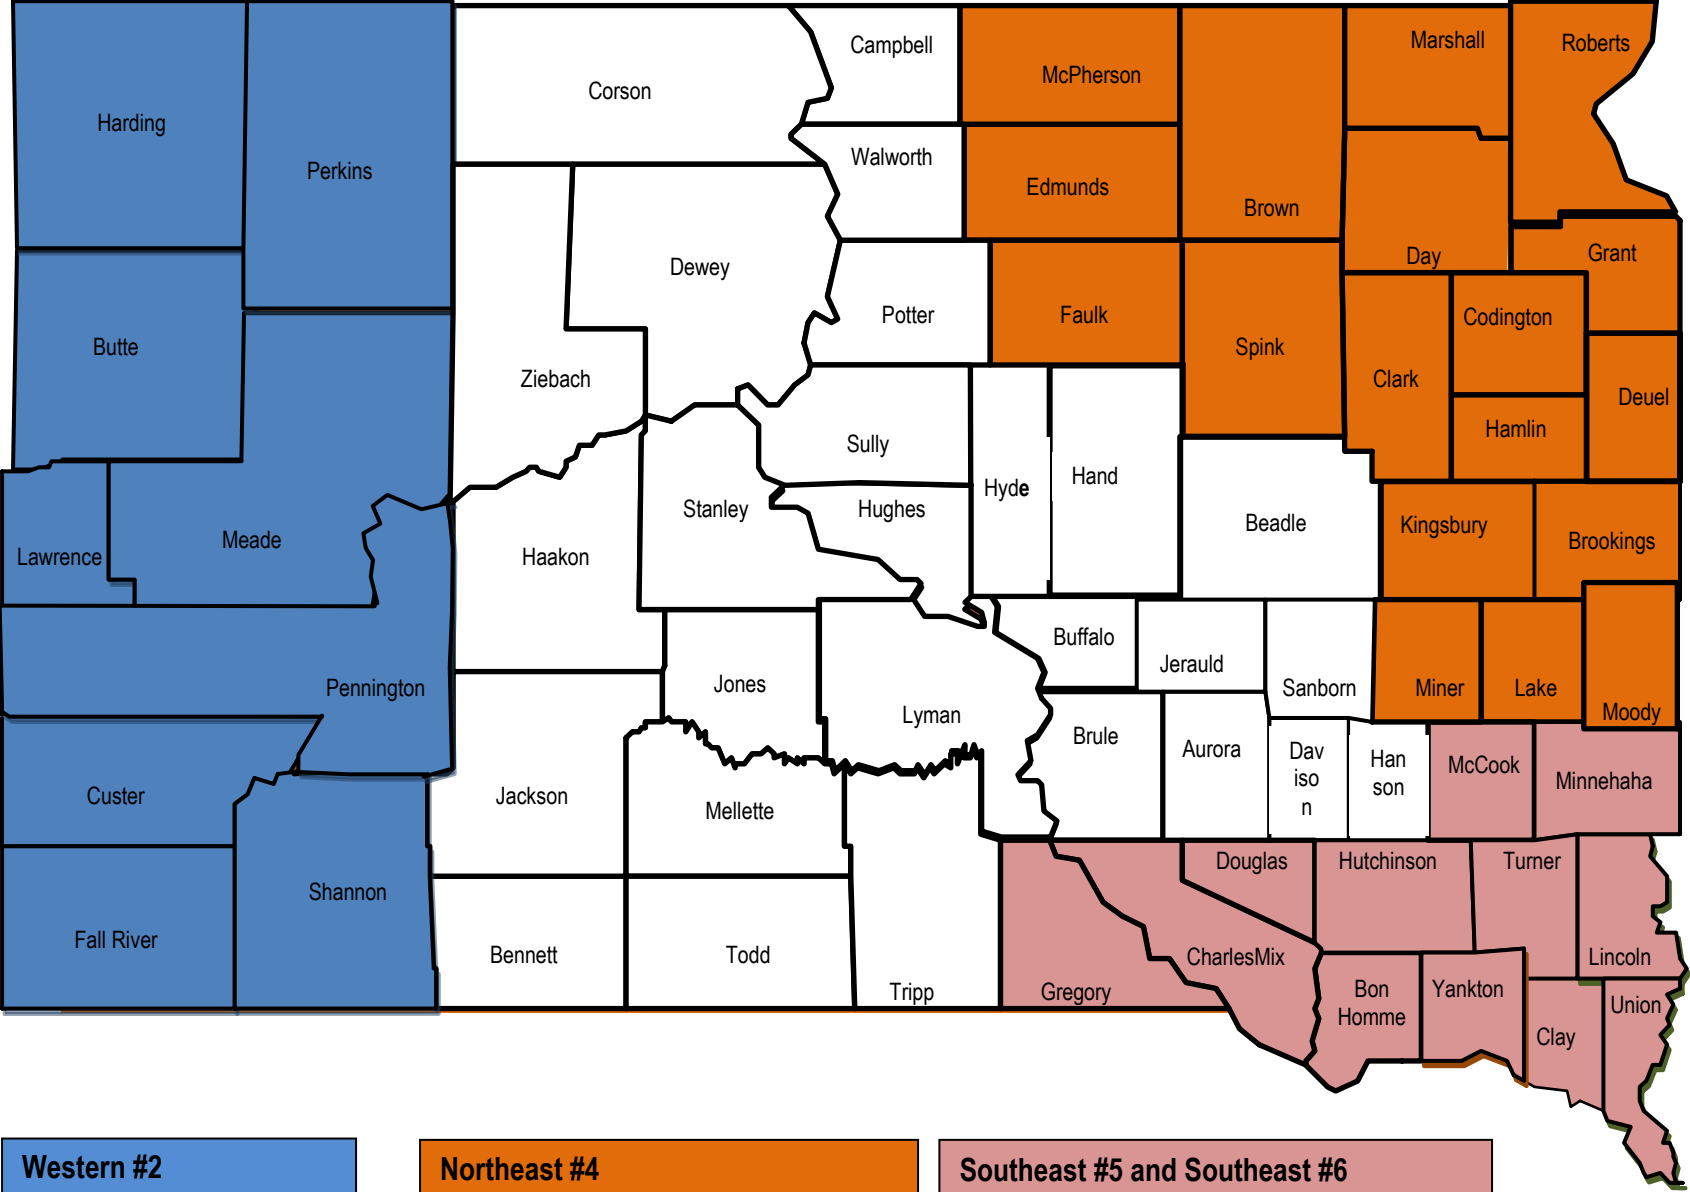 Campbell
Marshall
Roberts
McPherson
Corson
Harding
Walworth
Perkins
Edmunds
Brown
Day
Grant
Dewey
Potter
Faulk
Codington
Butte
Spink
Ziebach
Clark
Deuel
Hamlin
Sully
Hyde
Hand
Stanley
Hughes
Beadle
Kingsbury
Brookings
Lawrence
Meade
Haakon
Buffalo
Jerauld
Pennington
Jones
Sanborn
Miner
Lake
Lyman
Moody
Brule
Aurora
Dav
iso
n
Han
son
McCook
Minnehaha
Custer
Jackson
Mellette
Douglas
Hutchinson
Turner
Shannon
Fall River
Bennett
Todd
CharlesMix
Lincoln
Tripp
Gregory
Bon
Homme
Yankton
Union
Clay
Western #2
Northeast #4
Southeast #5 and Southeast #6